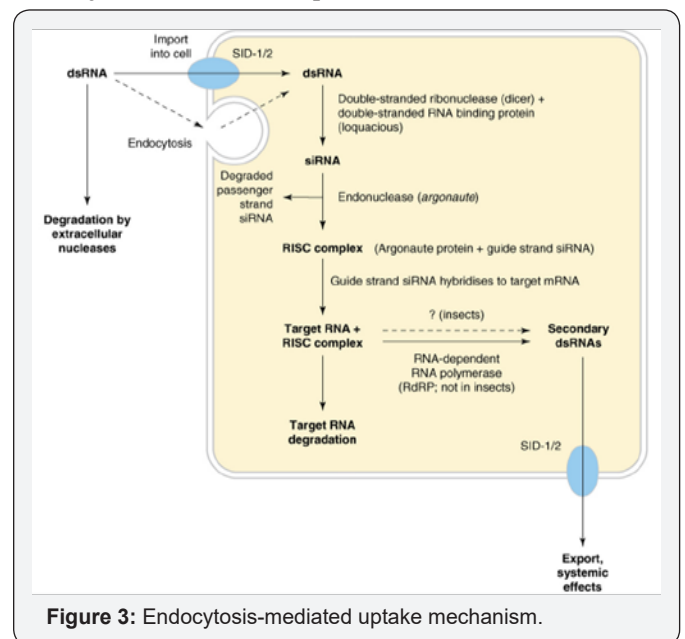 Import
into cell
SID-1/2
dsRNA
dsRNA
Double-stranded ribonuclease (dicer) +
double-stranded RNA binding protein
(loquacious)
Endocytosis
siRNA
Degraded
passenger
strand
siRNA
Endonuclease (argonaute)
Degradation by
extracellular
nucleases
RISC complex (Argonaute protein + guide strand siRNA)
Guide strand siRNA hybridises to target mRNA
? (insects)
Target RNA +
RISC complex
Secondary
dsRNAs
RNA-dependent
RNA polymerase
(RdRP; not in insects)
Target RNA
degradation
SID-1/2
Export,
systemic
effects
Figure 3: Endocytosis-mediated uptake mechanism.